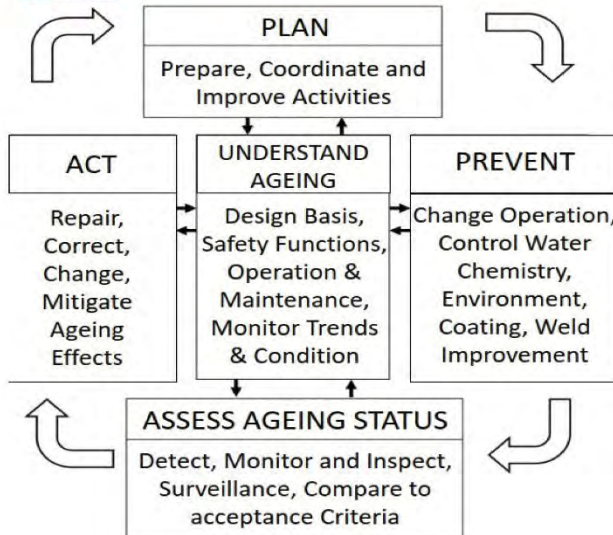 PLAN
Prepare, Coordinate and
Improve Activities
ACT
Repair,
Correct,
Change,
Mitigate
Ageing
Effects
UNDERSTAND
AGEING
Design Basis,
Safety Functions,
Operation &
Maintenance,
Monitor Trends
& Condition
PREVENT
Change Operation,
Control Water
Chemistry,
Environment,
Coating, Weld
Improvement
ASSESS AGEING STATUS
Detect, Monitor and Inspect,
Surveillance, Compare to
acceptance Criteria